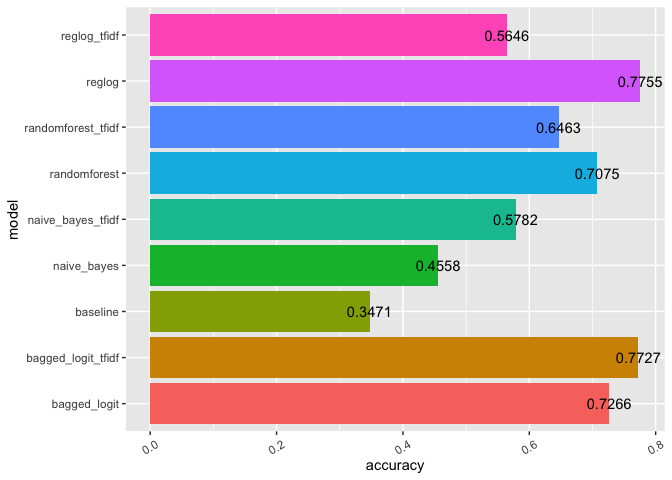 reglog_tfidf 0.5646
reglog 0.7755
randomforest_tfidf 0.6463
randomforest 0.7075
naive_bayes_tfidf 0.5782
naive_bayes 0.4558
baseline 0.3471
bagged_logit_tfidf 0.7727
bagged_logit 0.7266
model
0.0 0.2 0.4 0.6 0.8
accuracy